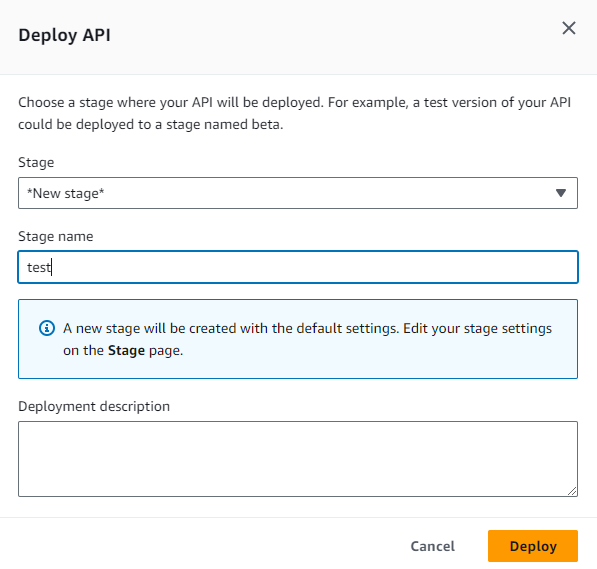 Deploy API
Choose a stage where your API will be deployed. For example, a test version of your API
could be deployed to a stage named beta.
Stage
*New stage*
Stage name
test
A new stage will be created with the default settings. Edit your stage settings
on the Stage page.
Deployment description
Cancel
Deploy